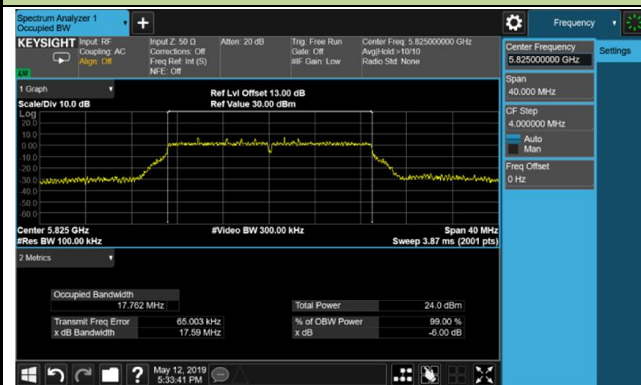 Spectrum Analyzer 1
Occupied BW
Frequency
KEYSIGHT
Input: RF
Coupling: AC
Align: Off
Input Z: 50 Ω
Corrections: Off
Freq Ref: Int (S)
NFE: Off
Atten: 20 dB
Trig: Free Run
Gate: Off
#IF Gain: Low
Center Freq: 5.825000000 GHz
Avg|Hold:>10/10
Radio Std: None
Center Frequency
5.825000000 GHz
Settings
Span
40.000 MHz
CF Step
4.000000 MHz
Auto
Man
Freq Offset
0 Hz
1 Graph
Scale/Div 10.0 dB
Ref Lvl Offset 13.00 dB
Ref Value 30.00 dBm
Log
20.0
10.0
0.00
-10.0
-20.0
-30.0
-40.0
-50.0
-60.0
Center 5.825 GHz
#Res BW 100.00 kHz
#Video BW 300.00 kHz
Span 40 MHz
Sweep 3.87 ms (2001 pts)
2 Metrics
Occupied Bandwidth
17.762 MHz
Total Power
24.0 dBm
Transmit Freq Error
65.003 kHz
% of OBW Power
99.00 %
x dB Bandwidth
17.59 MHz
x dB
-6.00 dB
?
May 12, 2019
5:33:41 PM